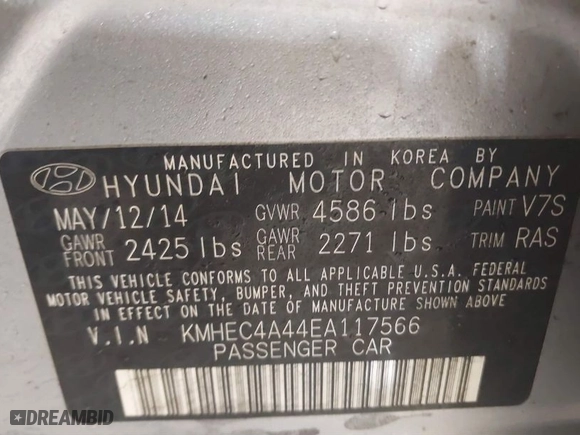 MANUFACTURED IN KOREA BY
HYUNDAI MOTOR COMPANY
MAY/12/14 GVWR 4586 lbs PAINT V7S
GAWR FRONT 2425 lbs GAWR REAR 2271 lbs TRIM RAS
THIS VEHICLE CONFORMS TO ALL APPLICABLE U.S.A. FEDERAL
MOTOR VEHICLE SAFETY, BUMPER, AND THEFT PREVENTION STANDARDS
IN EFFECT ON THE DATE OF MANUFACTURE SHOWN ABOVE
V.I.N KMHEC4A44EA117566
PASSENGER CAR
DREAMBID